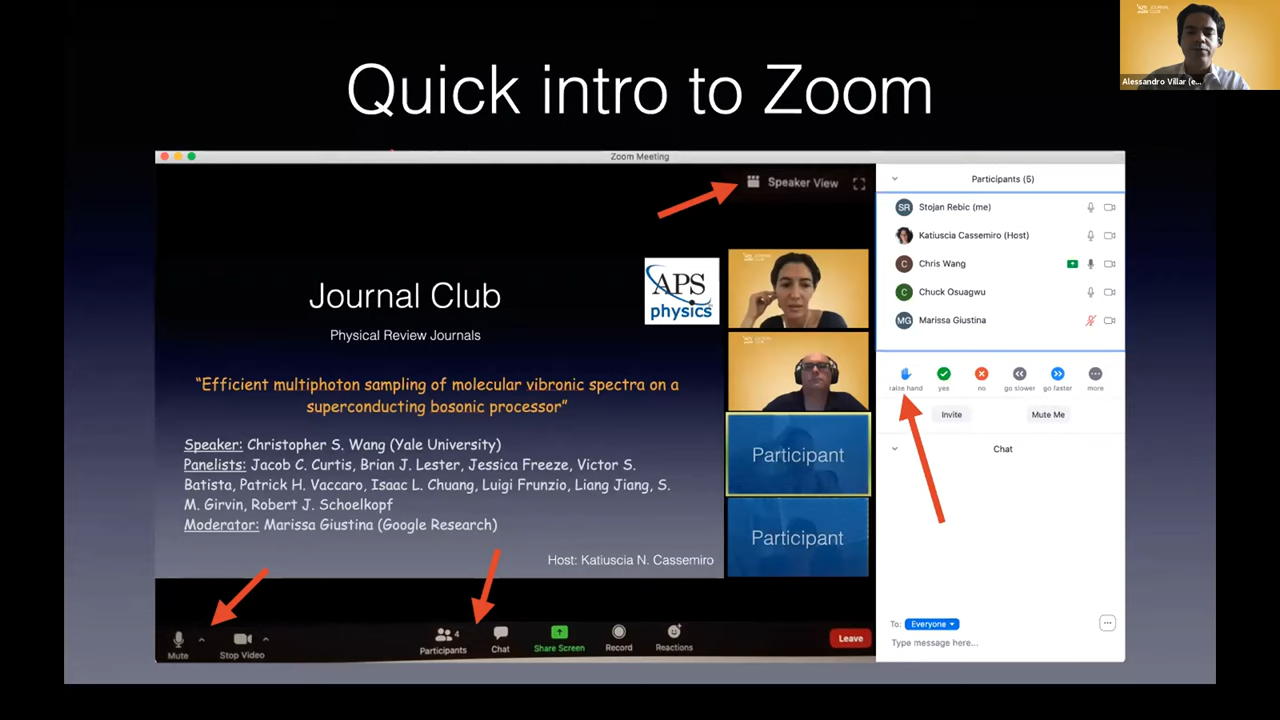 Quick intro to Zoom
Alessandro Villar (e...
Zoom Meeting
Speaker View
Journal Club
Physical Review Journals
APS
physics
"Efficient multiphoton sampling of molecular vibronic spectra on a
superconducting bosonic processor"
Speaker: Christopher S. Wang (Yale University)
Panelists: Jacob C. Curtis, Brian J. Lester, Jessica Freeze, Victor S.
Batista, Patrick H. Vaccaro, Isaac L. Chuang, Luigi Frunzio, Liang Jiang, S.
M. Girvin, Robert J. Schoelkopf
Moderator: Marissa Giustina (Google Research)
Host: Katiuscia N. Cassemiro
Participant
Participant
Mute
Stop Video
4
Participants
Chat
Share Screen
Record
Reactions
Leave
Participants (5)
SR Stojan Rebic (me)
Katiuscia Cassemiro (Host)
C Chris Wang
C Chuck Osuagwu
MG Marissa Giustina
raise hand yes no go slower go faster more
Invite Mute Me
Chat
To: Everyone
Type message here...